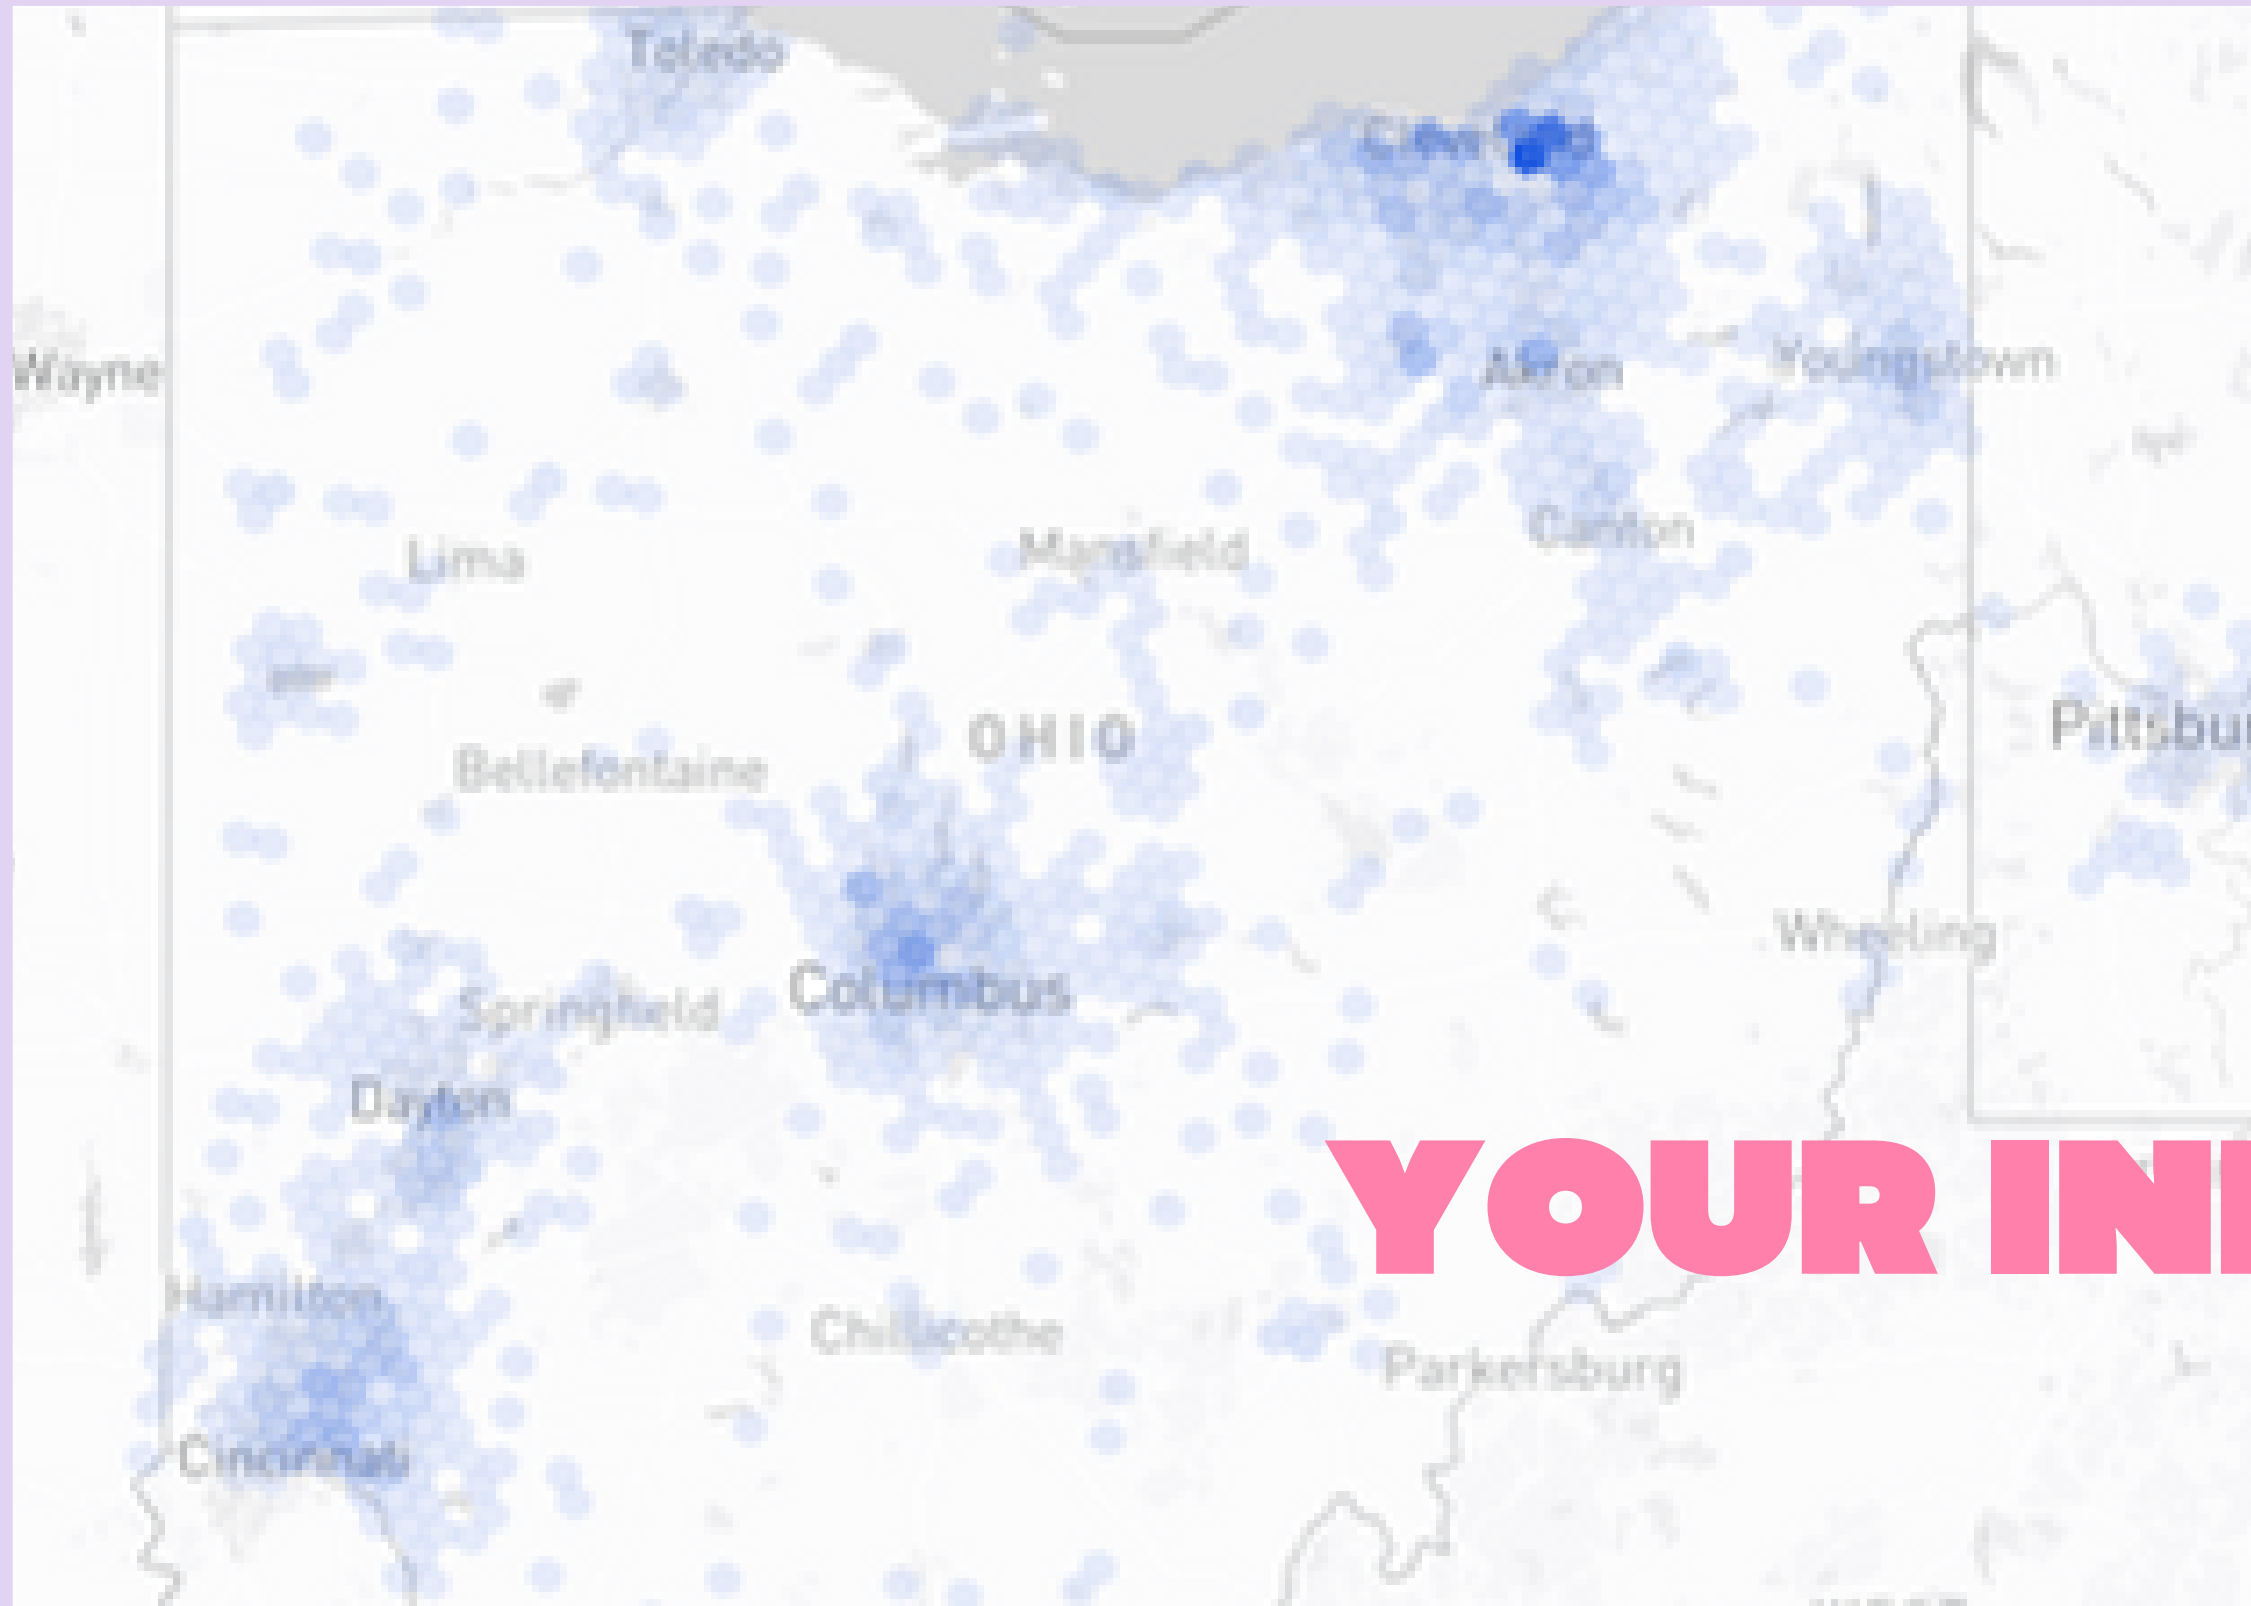 Toledo
Wayne
Akron
Youngstown
Lima
Mansfield
Canton
OHIO
Bellefontaine
Pittsbu
Wheeling
Springfield
Columbus
Dayton
YOUR IN
Hamilton
Chillicothe
Parkersburg
Cincinnati